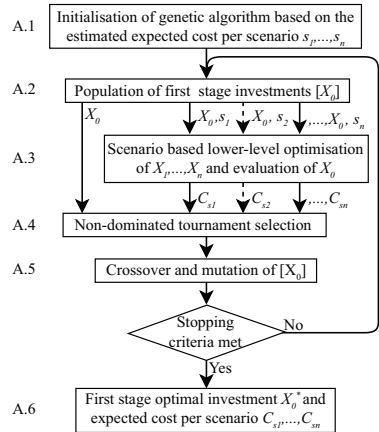 A.1
Initialisation of genetic algorithm based on the
estimated expected cost per scenario s1,...,sn
A.2
Population of first stage investments [X0]
X0
X0,s1
X0, s2
,...,X0, sn
A.3
Scenario based lower-level optimisation
of X1,...,Xn and evaluation of X0
Cs1
Cs2
,...,Csn
A.4
Non-dominated tournament selection
A.5
Crossover and mutation of [X0]
Stopping
criteria met
No
Yes
A.6
First stage optimal investment X0* and
expected cost per scenario Cs1,...,Csn